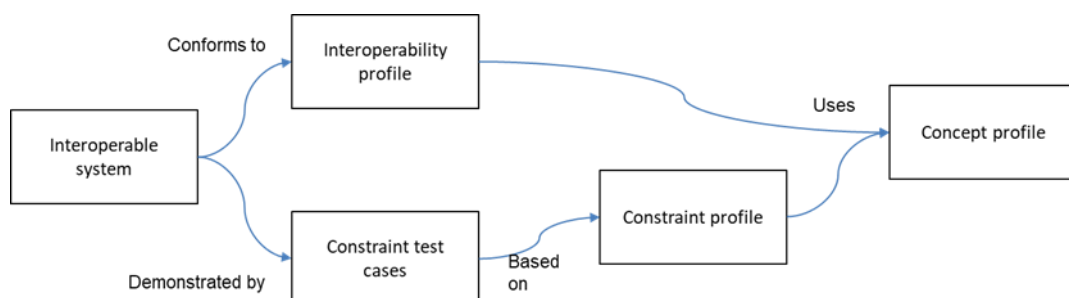 Conforms to
Interoperability
profile
Uses
Concept profile
Interoperable
system
Constraint profile
Constraint test
cases
Based
on
Demonstrated by